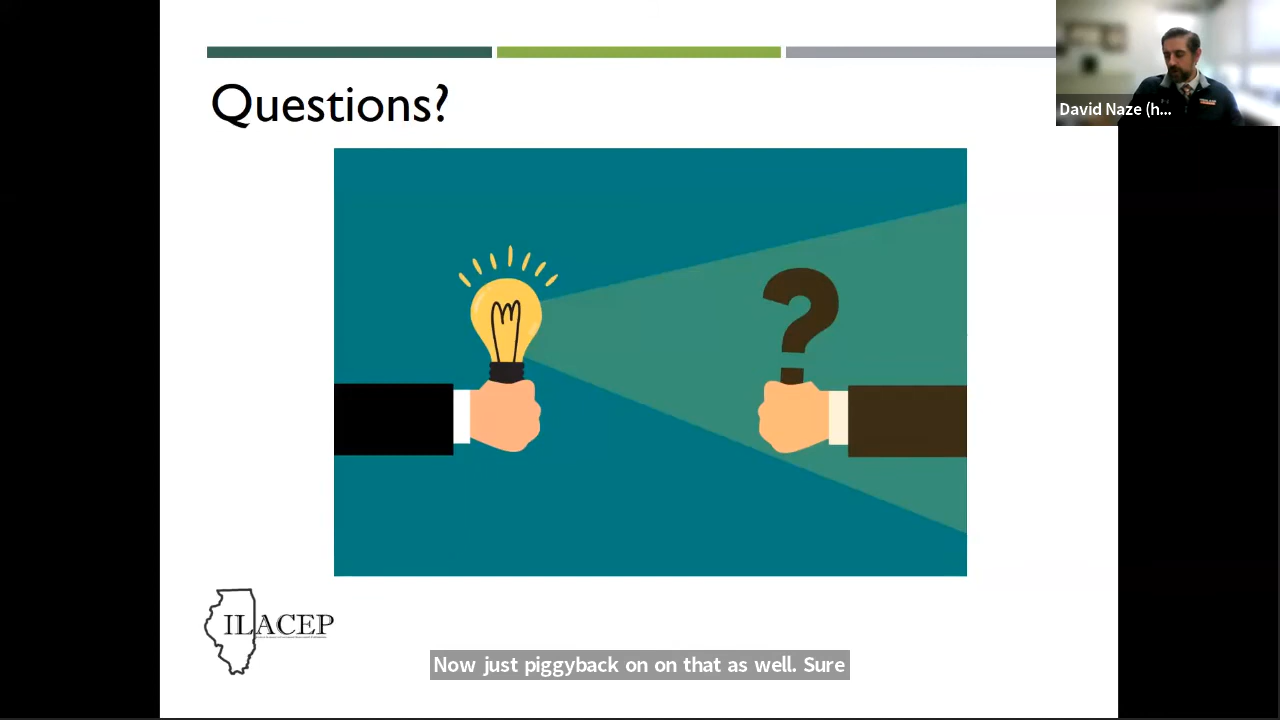 Questions?
David Naze (h...
ILACEP
Now just piggyback on on that as well. Sure